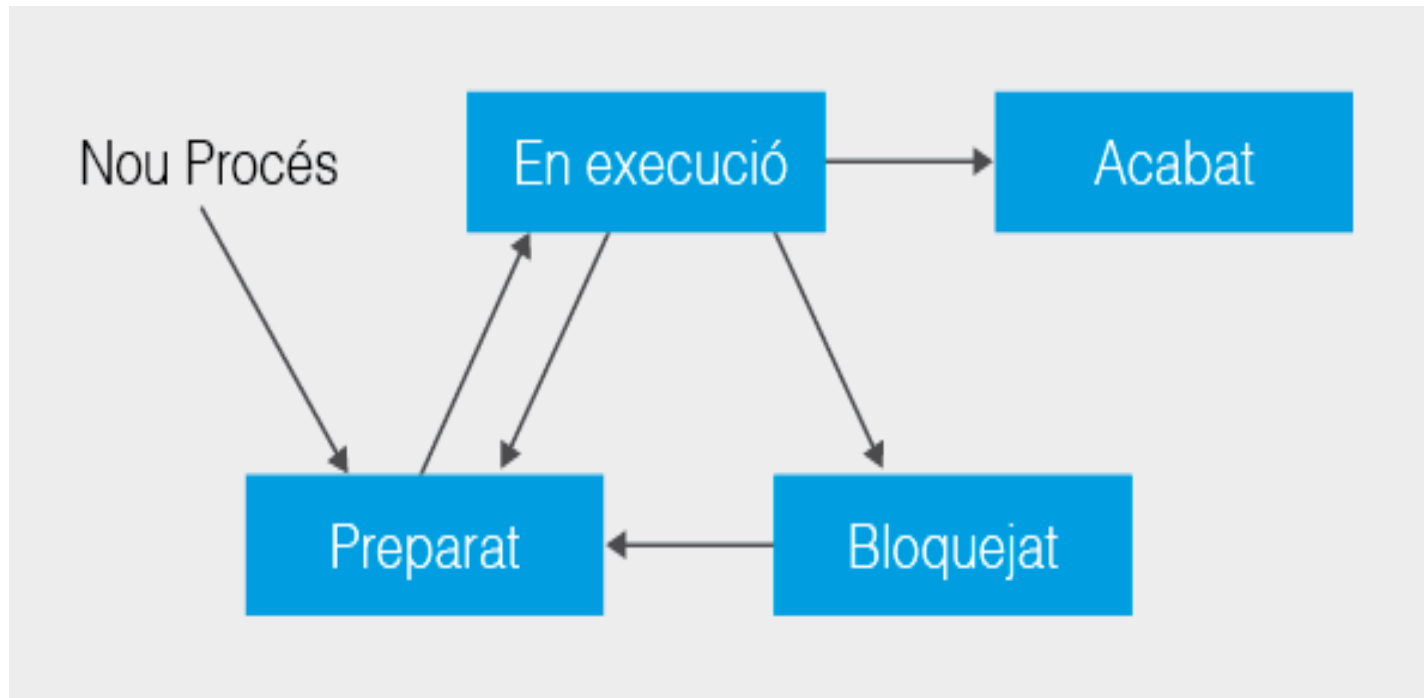 Nou Procés
En execució
Acabat
Preparat
Bloquejat